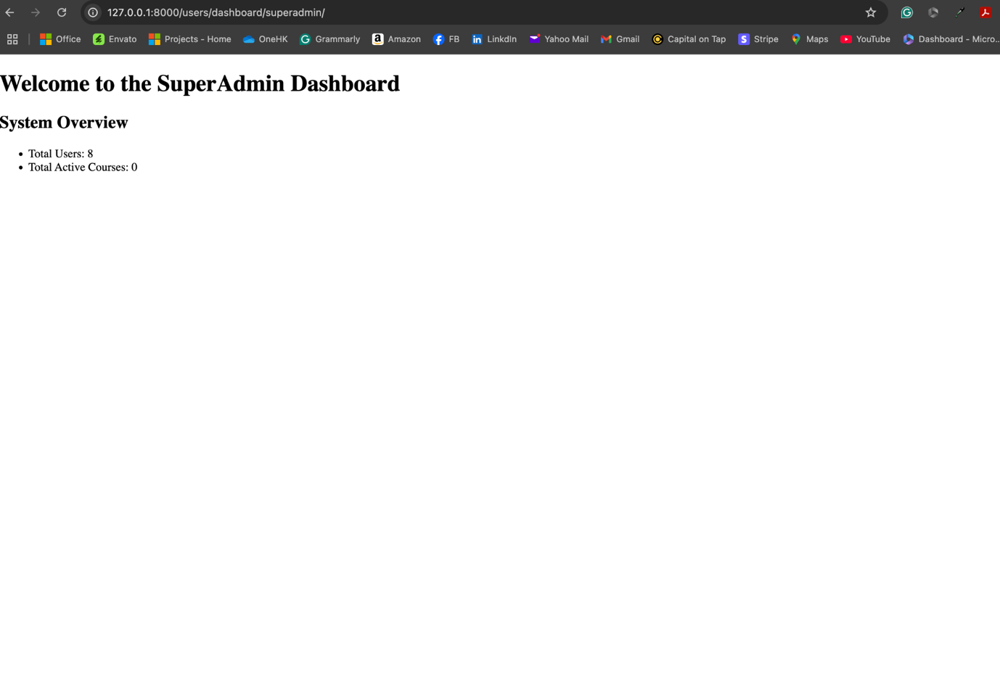 127.0.0.1:8000/users/dashboard/superadmin/
Office Envato Projects - Home OneHK Grammarly Amazon FB LinkdIn Yahoo Mail Gmail Capital on Tap Stripe Maps YouTube Dashboard - Micro...
Welcome to the SuperAdmin Dashboard
System Overview
• Total Users: 8
• Total Active Courses: 0